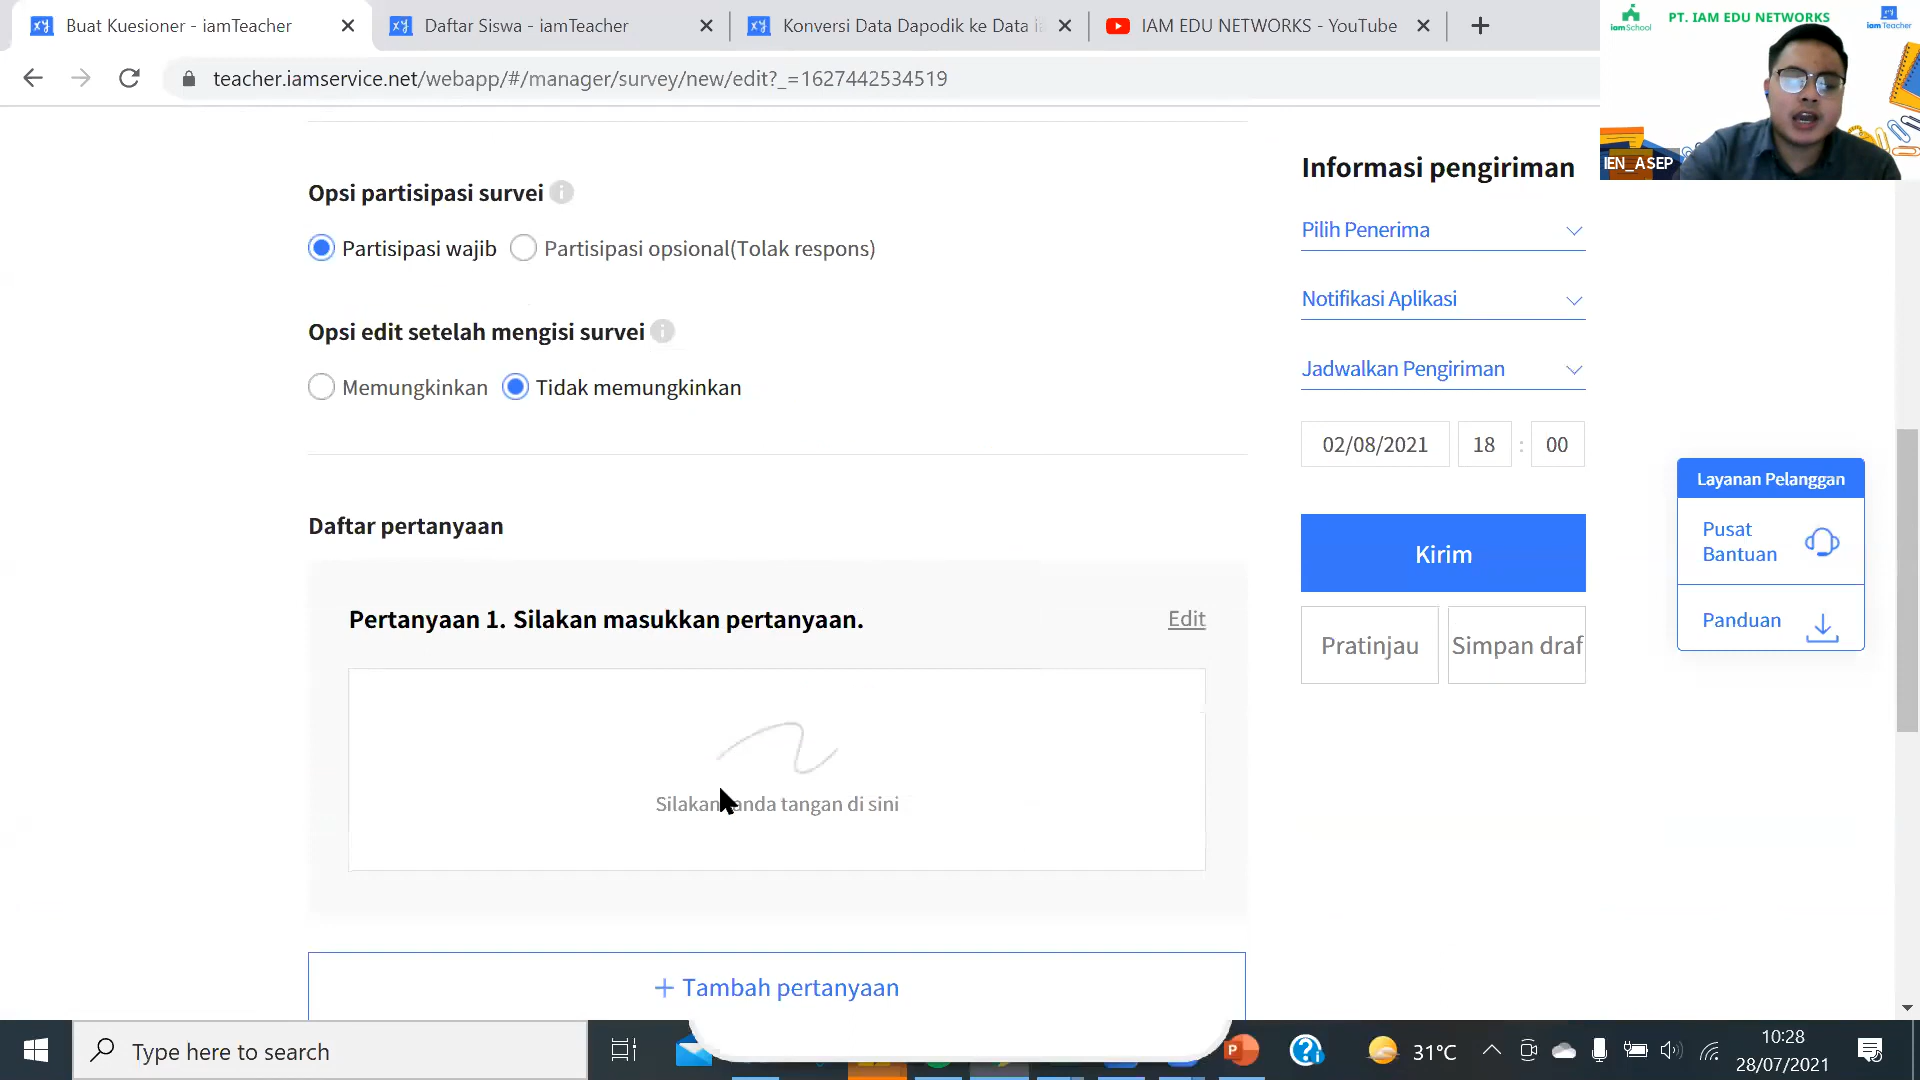 Buat Kuesioner - iamTeacher
Daftar Siswa - iamTeacher
Konversi Data Dapodik ke Data
IAM EDU NETWORKS - YouTube
teacher.iamservice.net/webapp/#/manager/survey/new/edit?_=1627442534519
iamSchool
PT. IAM EDU NETWORKS
iamTeacher
IEN_ASEP
Opsi partisipasi survei
Partisipasi wajib
Partisipasi opsional(Tolak respons)
Opsi edit setelah mengisi survei
Memungkinkan
Tidak memungkinkan
Daftar pertanyaan
Pertanyaan 1. Silakan masukkan pertanyaan.
Edit
Silakan tanda tangan di sini
+ Tambah pertanyaan
Informasi pengiriman
Pilih Penerima
Notifikasi Aplikasi
Jadwalkan Pengiriman
02/08/2021 18 : 00
Kirim
Pratinjau
Simpan draf
Layanan Pelanggan
Pusat
Bantuan
Panduan
Type here to search
31°C
10:28
28/07/2021